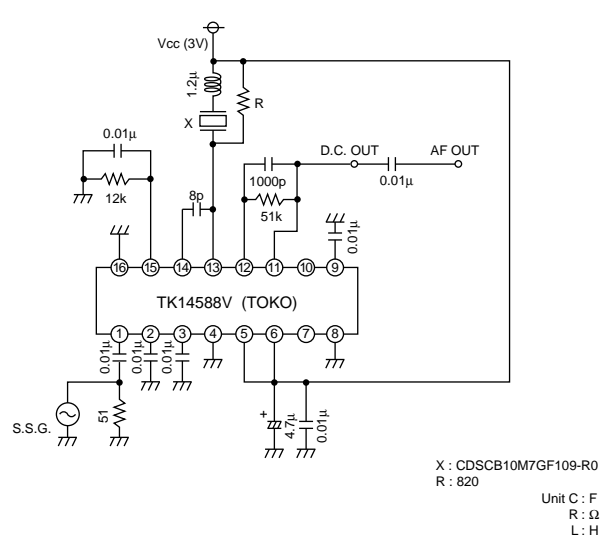 Vcc (3V)
1.2µ
R
X
0.01µ
12k
8p
1000p
51k
D.C. OUT
AF OUT
0.01µ
0.01µ
16 15 14 13 12 11 10 9
TK14588V (TOKO)
1 2 3 4 5 6 7 8
0.01µ
0.01µ
0.01µ
S.S.G.
51
+
4.7µ
0.01µ
X : CDSCB10M7GF109-R0
R : 820
Unit C : F
R : Ω
L : H